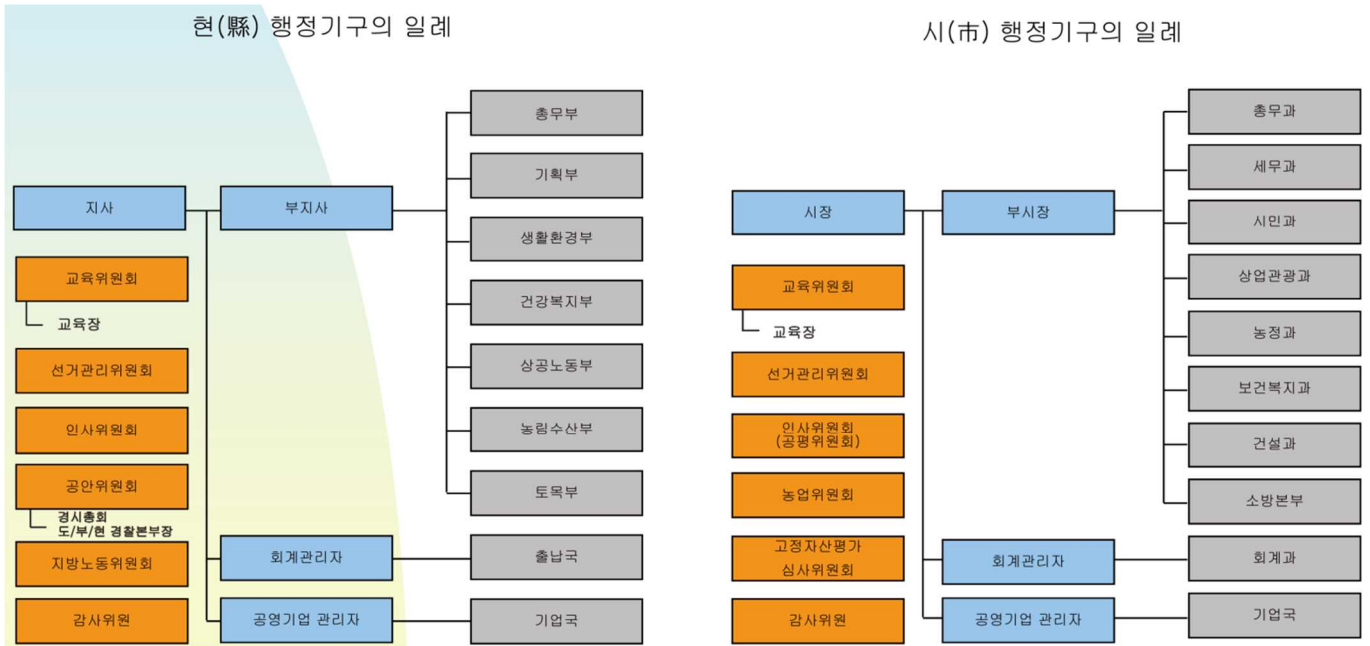 현(縣) 행정기구의 일례
지사
부지사
총무부
기획부
생활환경부
건강복지부
상공노동부
농림수산부
토목부
교육위원회
교육장
선거관리위원회
인사위원회
공안위원회
경시총회
도/부/현 경찰본부장
지방노동위원회
감사위원
회계관리자
출납국
공영기업 관리자
기업국
시(市) 행정기구의 일례
시장
부시장
총무과
세무과
시민과
상업관광과
농정과
보건복지과
건설과
소방본부
교육위원회
교육장
선거관리위원회
인사위원회
(공평위원회)
농업위원회
고정자산평가
심사위원회
감사위원
회계관리자
회계과
공영기업 관리자
기업국